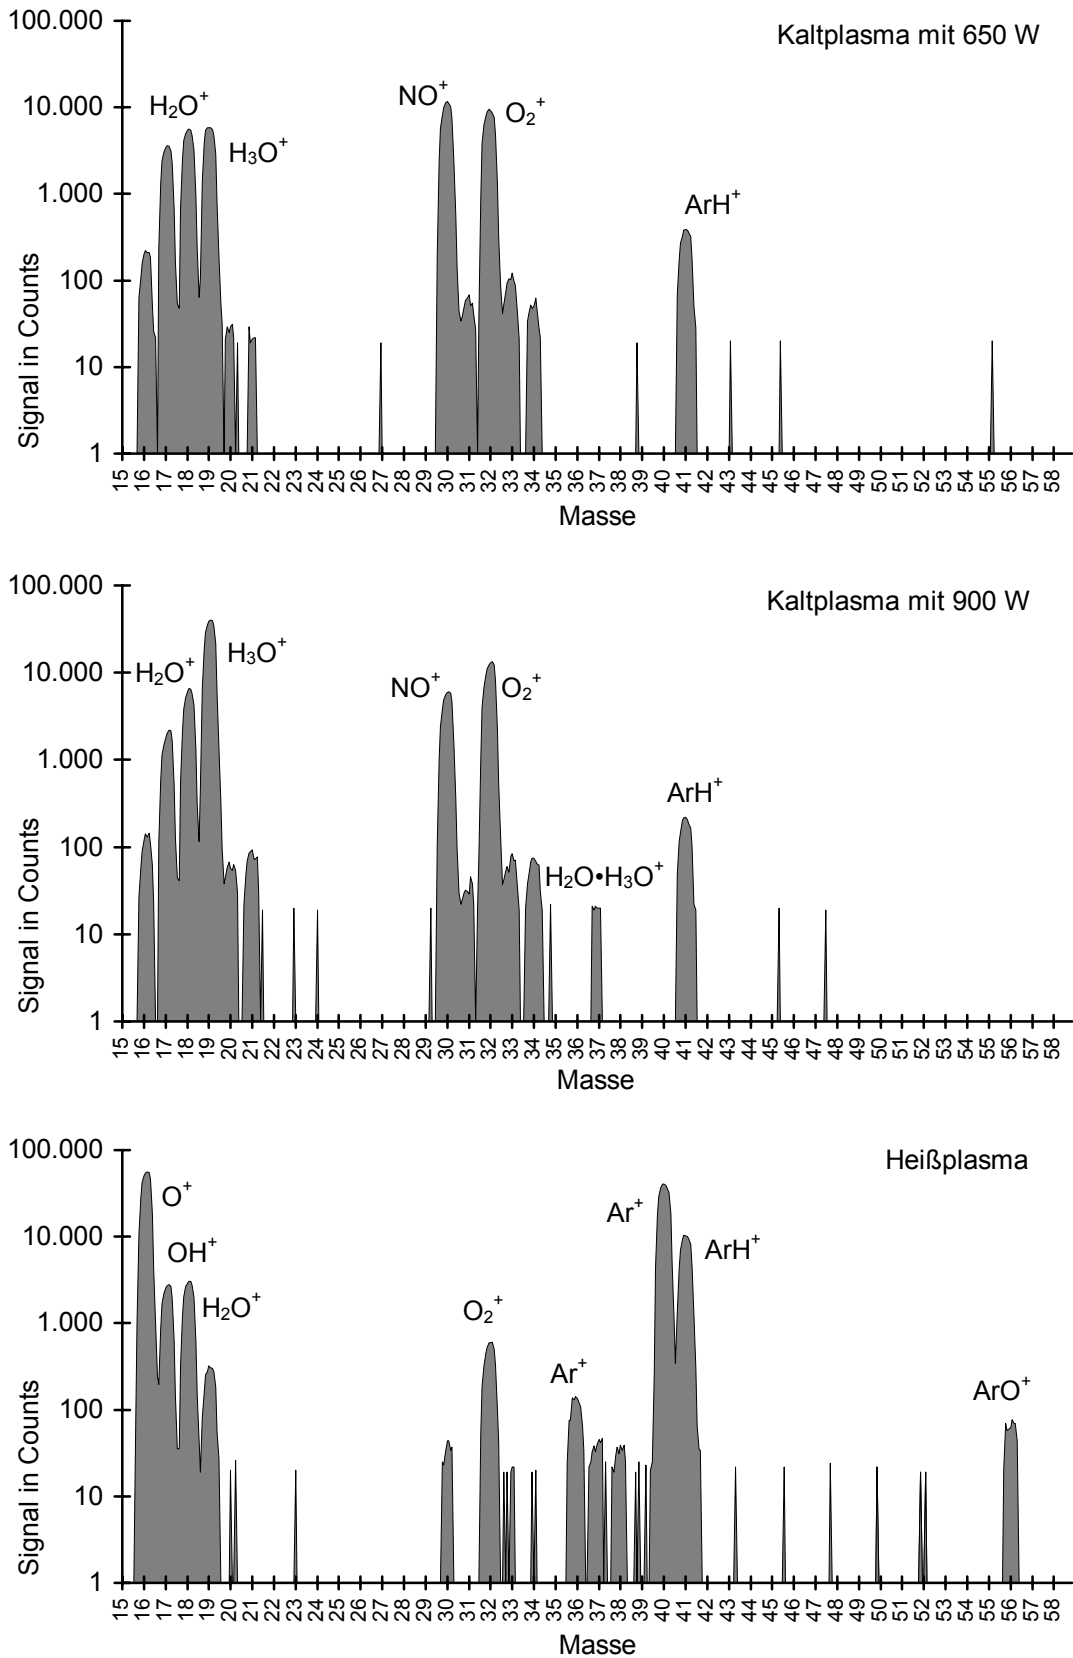 Kaltplasma mit 650 W
100.000
10.000
1.000
100
10
1
Signal in Counts
H₂O⁺
H₃O⁺
NO⁺
O₂⁺
ArH⁺
15 16 17 18 19 20 21 22 23 24 25 26 27 28 29 30 31 32 33 34 35 36 37 38 39 40 41 42 43 44 45 46 47 48 49 50 51 52 53 54 55 56 57 58
Masse
Kaltplasma mit 900 W
100.000
10.000
1.000
100
10
1
Signal in Counts
H₂O⁺
H₃O⁺
NO⁺
O₂⁺
H₂O•H₃O⁺
ArH⁺
15 16 17 18 19 20 21 22 23 24 25 26 27 28 29 30 31 32 33 34 35 36 37 38 39 40 41 42 43 44 45 46 47 48 49 50 51 52 53 54 55 56 57 58
Masse
Heißplasma
100.000
10.000
1.000
100
10
1
Signal in Counts
O⁺
OH⁺
H₂O⁺
O₂⁺
Ar⁺
Ar⁺
ArH⁺
ArO⁺
15 16 17 18 19 20 21 22 23 24 25 26 27 28 29 30 31 32 33 34 35 36 37 38 39 40 41 42 43 44 45 46 47 48 49 50 51 52 53 54 55 56 57 58
Masse